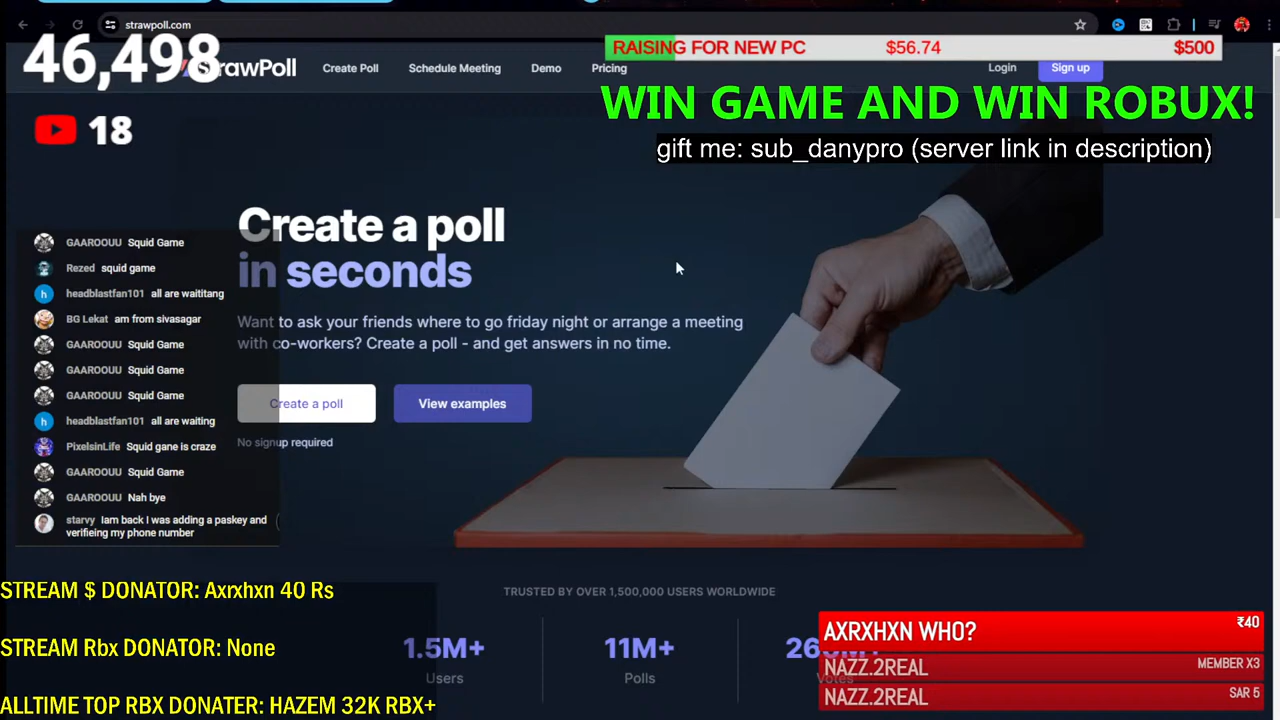 strawpoll.com
46,498
StrawPoll
Create Poll
Schedule Meeting
Demo
Pricing
Login
Sign up
RAISING FOR NEW PC $56.74 $500
WIN GAME AND WIN ROBUX!
gift me: sub_danypro (server link in description)
18
Create a poll
in seconds
Want to ask your friends where to go friday night or arrange a meeting
with co-workers? Create a poll - and get answers in no time.
Create a poll
View examples
No signup required
GAAROOUU Squid Game
Rezed squid game
headblastfan101 all are waititang
BG Lekat am from sivasagar
GAAROOUU Squid Game
GAAROOUU Squid Game
GAAROOUU Squid Game
headblastfan101 all are waiting
PixelsinLife Squid gane is craze
GAAROOUU Squid Game
GAAROOUU Nah bye
starvy Iam back I was adding a paskey and
verifieing my phone number
STREAM $ DONATOR: Axrxhxn 40 Rs
STREAM Rbx DONATOR: None
ALLTIME TOP RBX DONATER: HAZEM 32K RBX+
TRUSTED BY OVER 1,500,000 USERS WORLDWIDE
1.5M+
Users
11M+
Polls
Votes
AXRXHXN WHO? ₹40
NAZZ.2REAL MEMBER X3
NAZZ.2REAL SAR 5